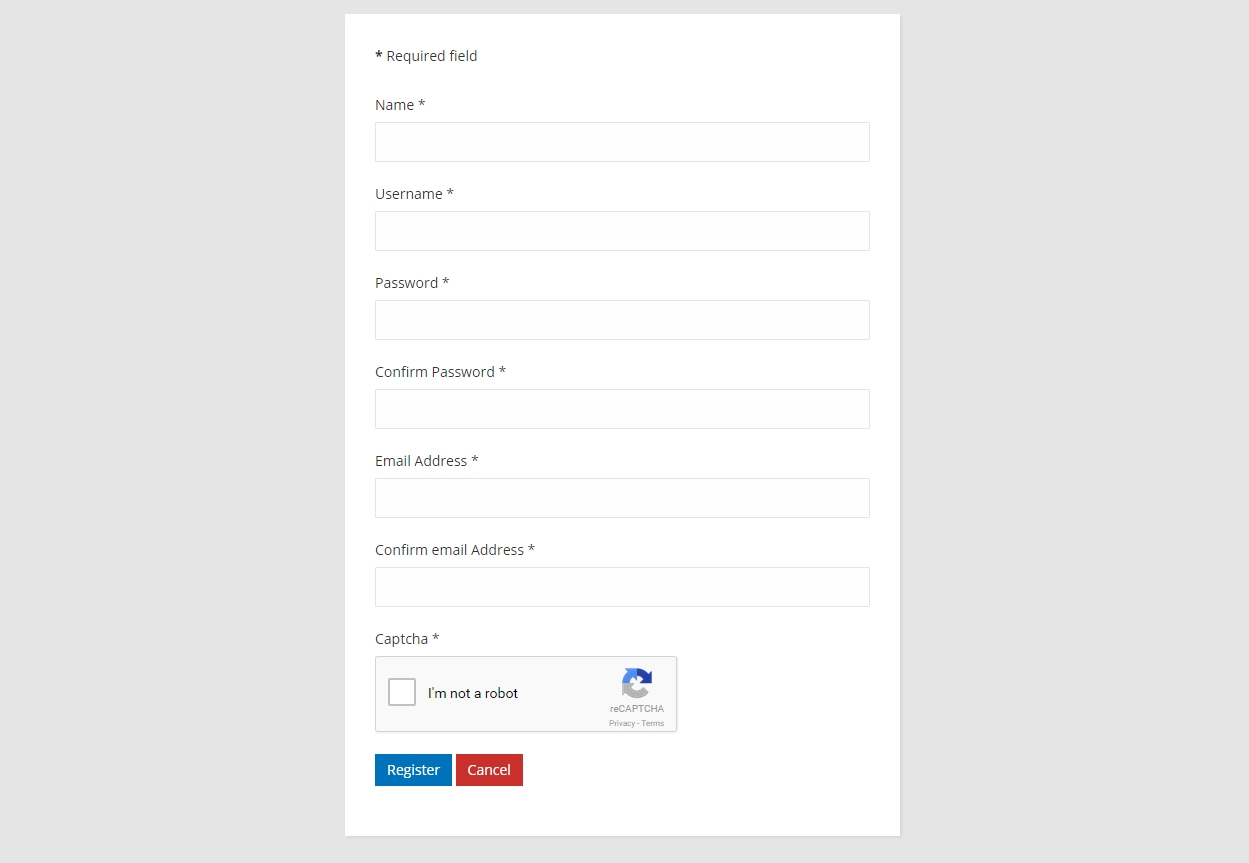 * Required field
Name *
Username *
Password *
Confirm Password *
Email Address *
Confirm email Address *
Captcha *
I'm not a robot
reCAPTCHA
Privacy - Terms
Register Cancel